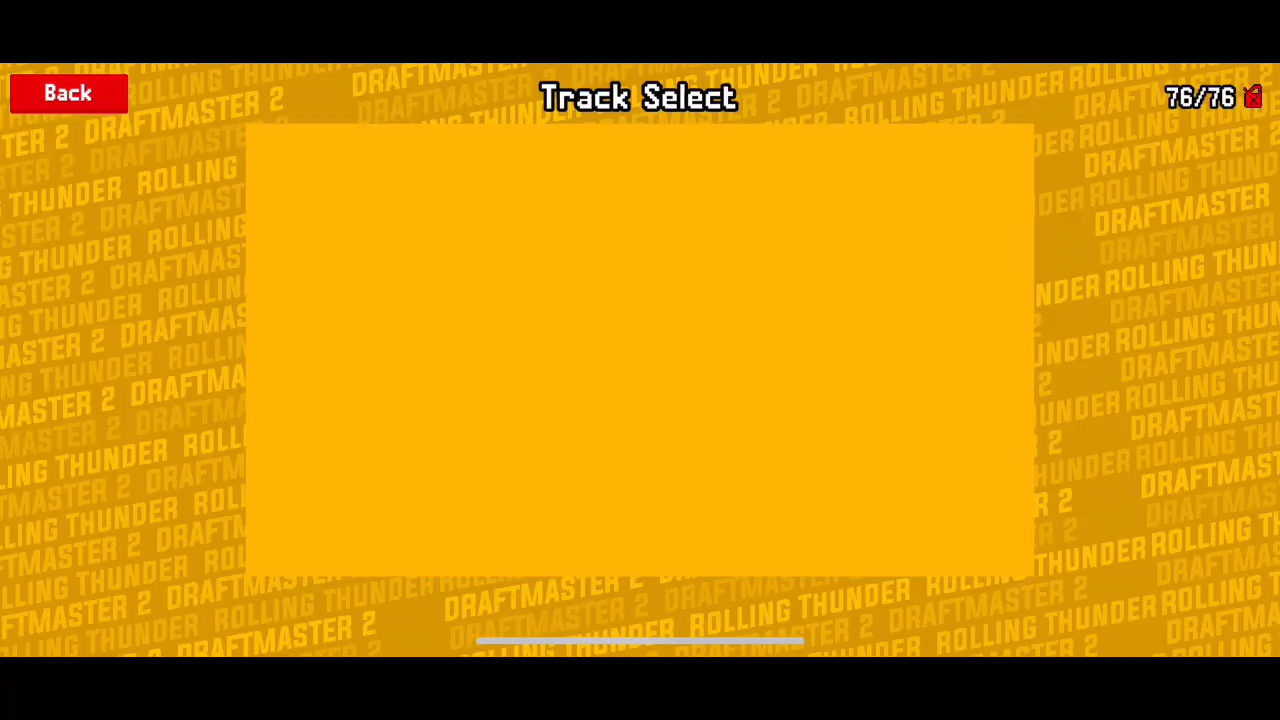 Back
Track Select
76/76
DRAFTMASTER 2
ROLLING THUNDER